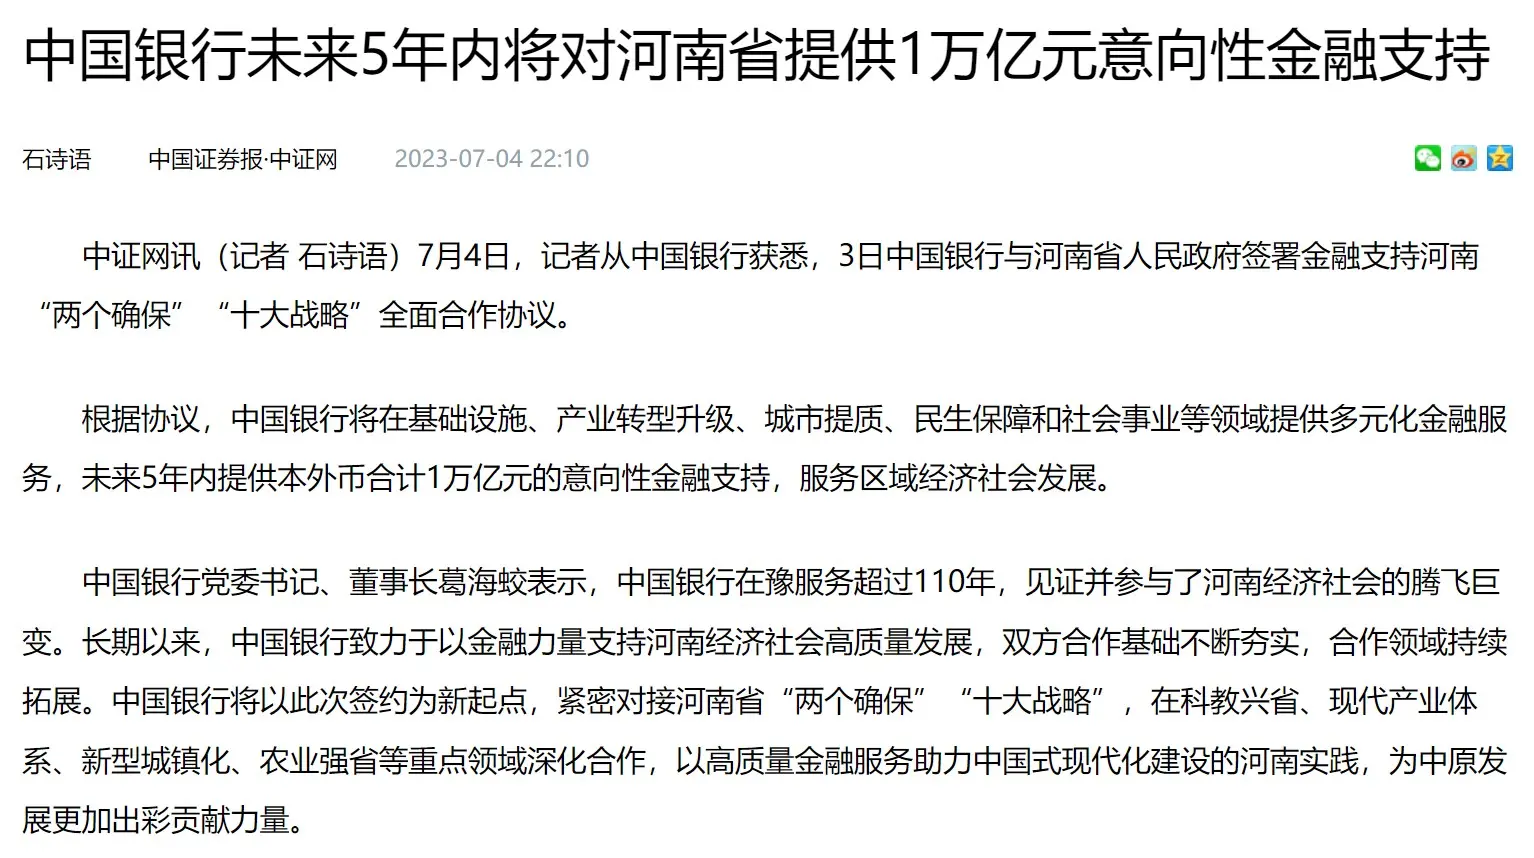 中国银行未来5年内将对河南省提供1万亿元意向性金融支持
石诗语 中国证券报·中证网 2023-07-04 22:10
中证网讯（记者 石诗语）7月4日，记者从中国银行获悉，3日中国银行与河南省人民政府签署金融支持河南
“两个确保” “十大战略”全面合作协议。
根据协议，中国银行将在基础设施、产业转型升级、城市提质、民生保障和社会事业等领域提供多元化金融服
务，未来5年内提供本外币合计1万亿元的意向性金融支持，服务区域经济社会发展。
中国银行党委书记、董事长葛海蛟表示，中国银行在豫服务超过110年，见证并参与了河南经济社会的腾飞巨
变。长期以来，中国银行致力于以金融力量支持河南经济社会高质量发展，双方合作基础不断夯实，合作领域持续
拓展。中国银行将以此次签约为新起点，紧密对接河南省“两个确保” “十大战略”，在科教兴省、现代产业体
系、新型城镇化、农业强省等重点领域深化合作，以高质量金融服务助力中国式现代化建设的河南实践，为中原发
展更加出彩贡献力量。